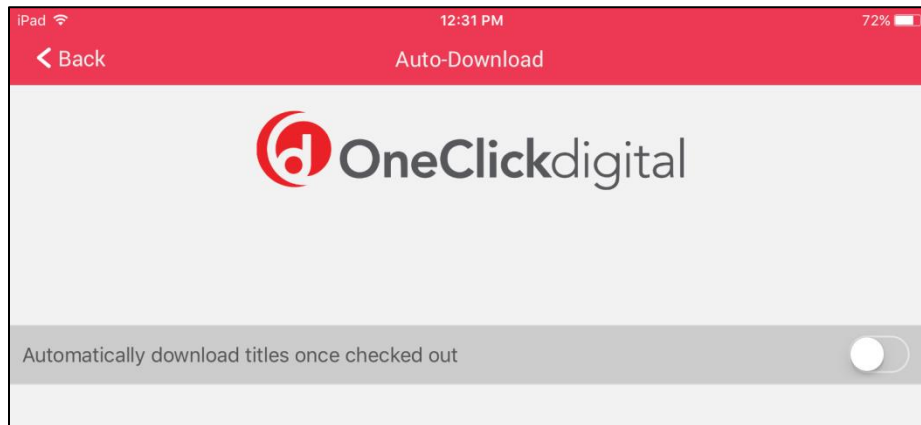 iPad 12:31 PM 72%
Back Auto-Download
OneClickdigital
Automatically download titles once checked out